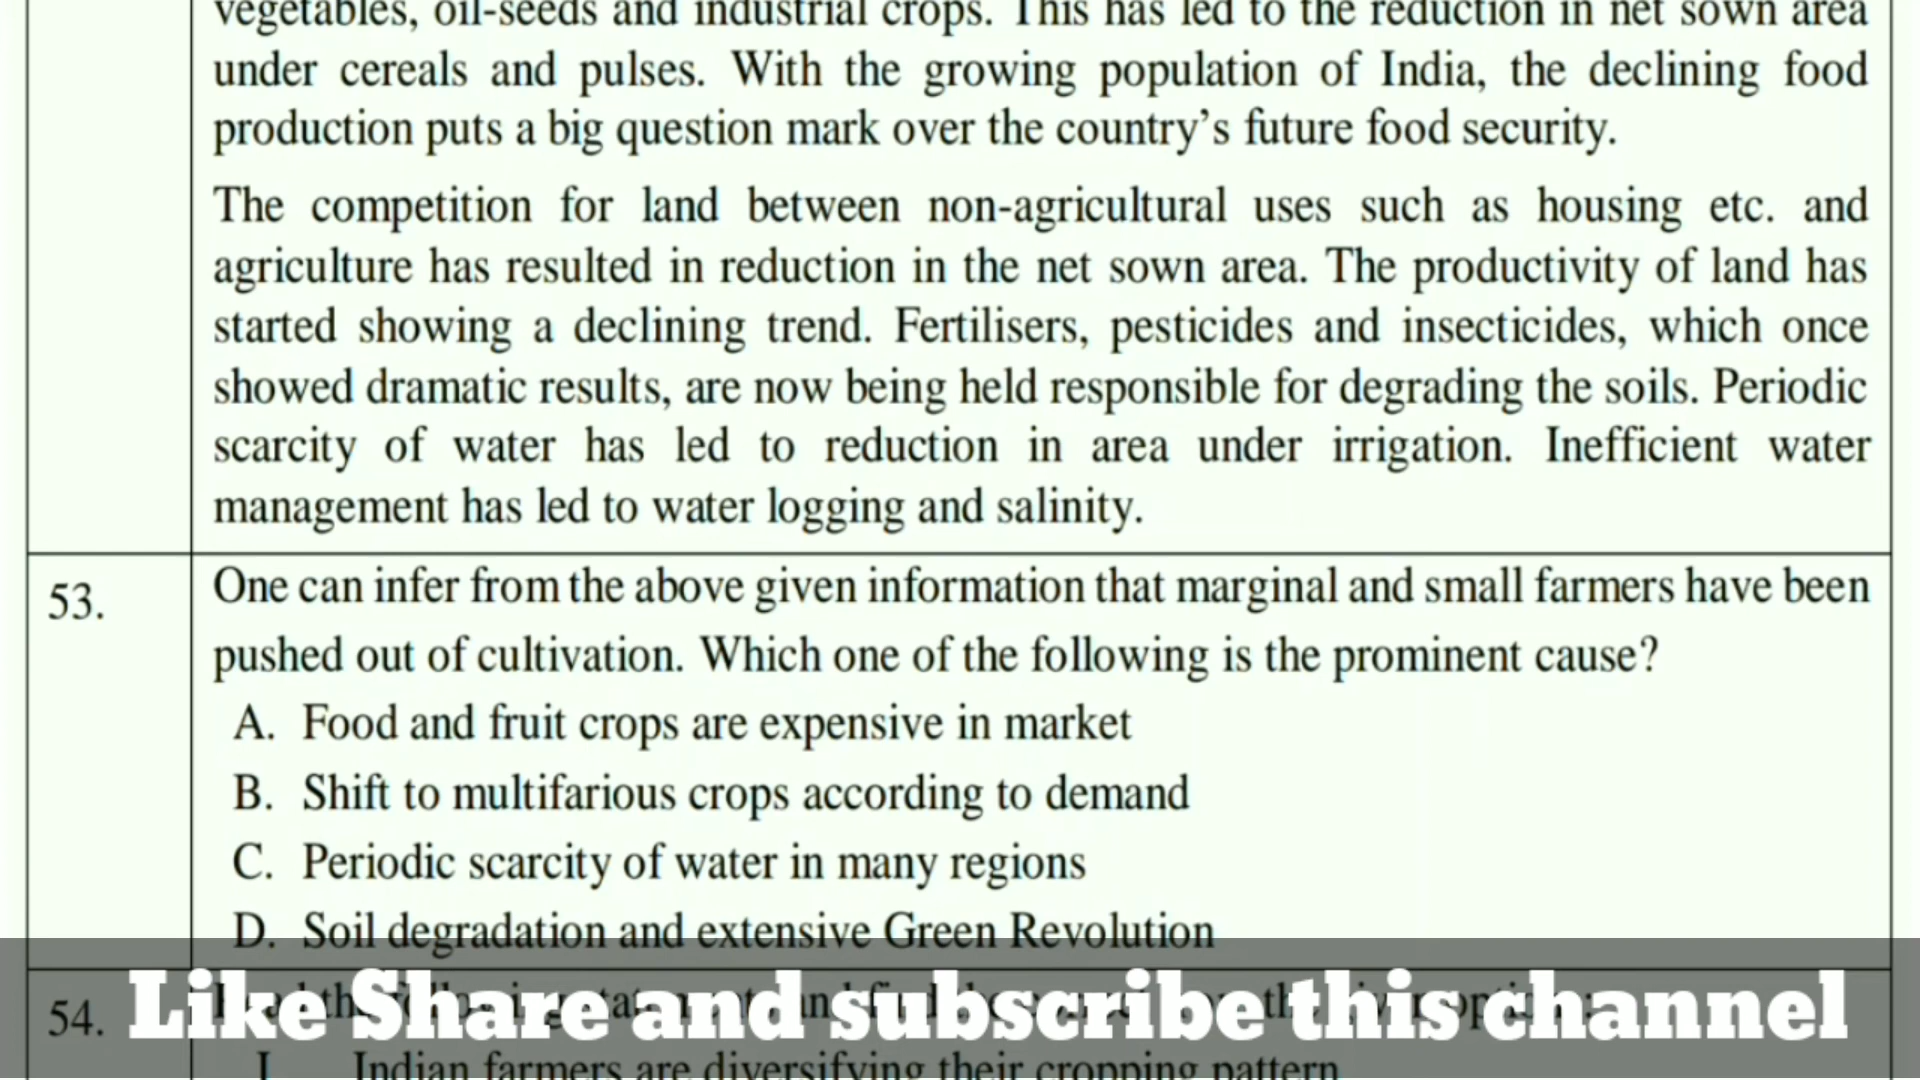 vegetables, oil-seeds and industrial crops. This has led to the reduction in net sown area
under cereals and pulses. With the growing population of India, the declining food
production puts a big question mark over the country's future food security.
The competition for land between non-agricultural uses such as housing etc. and
agriculture has resulted in reduction in the net sown area. The productivity of land has
started showing a declining trend. Fertilisers, pesticides and insecticides, which once
showed dramatic results, are now being held responsible for degrading the soils. Periodic
scarcity of water has led to reduction in area under irrigation. Inefficient water
management has led to water logging and salinity.
53. One can infer from the above given information that marginal and small farmers have been
pushed out of cultivation. Which one of the following is the prominent cause?
A. Food and fruit crops are expensive in market
B. Shift to multifarious crops according to demand
C. Periodic scarcity of water in many regions
D. Soil degradation and extensive Green Revolution
54.
Like Share and subscribe this channel
I Indian farmers are diversifying their cropping pattern